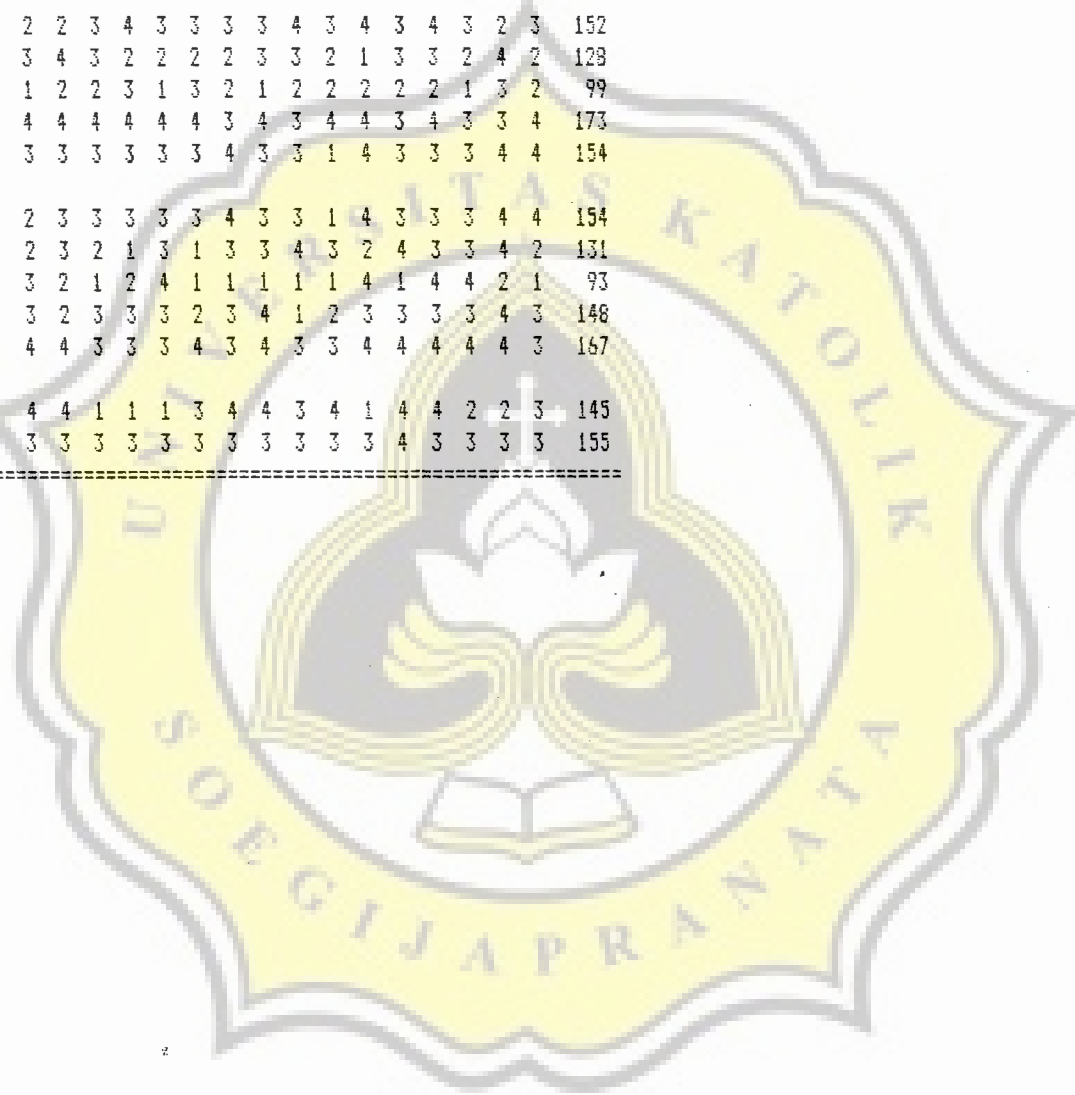 2 2 3 4 3 3 3 3 4 3 4 3 4 3 2 3 152
3 4 3 2 2 2 2 3 3 2 1 3 3 2 4 2 128
1 2 2 3 1 3 2 1 2 2 2 2 2 1 3 2 99
4 4 4 4 4 4 3 4 3 4 4 3 4 3 3 4 173
3 3 3 3 3 3 4 3 3 1 4 3 3 3 4 4 154
2 3 3 3 3 3 4 3 3 1 4 3 3 3 4 4 154
2 3 2 1 3 1 3 3 4 3 2 4 3 3 4 2 131
3 2 1 2 4 1 1 1 1 1 4 1 4 4 2 1 93
3 2 3 3 3 2 3 4 1 2 3 3 3 3 4 3 148
4 4 3 3 3 4 3 4 3 3 4 4 4 4 4 3 167
4 4 1 1 1 3 4 4 3 4 1 4 4 2 2 3 145
3 3 3 3 3 3 3 3 3 3 3 4 3 3 3 3 155
UNIVERSITAS KATOLIK
SOEGIJAPRANATA